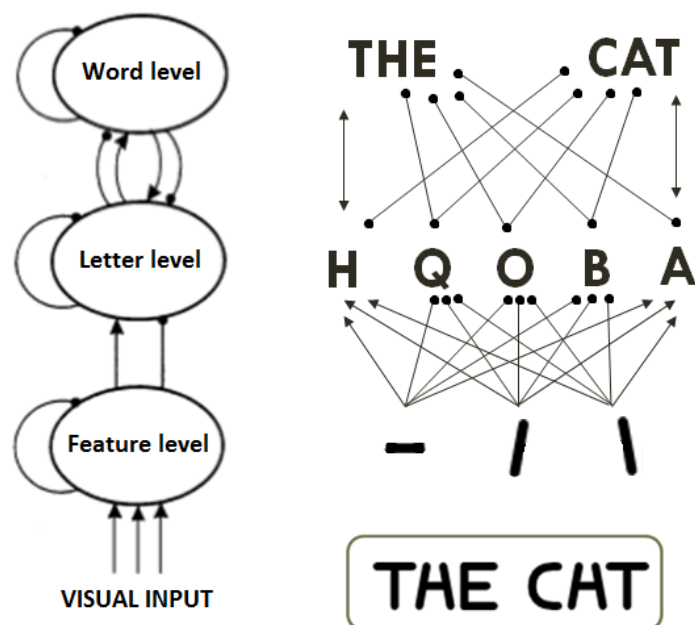 Word level
Letter level
Feature level
VISUAL INPUT
THE CAT
H Q O B A
THE CAT